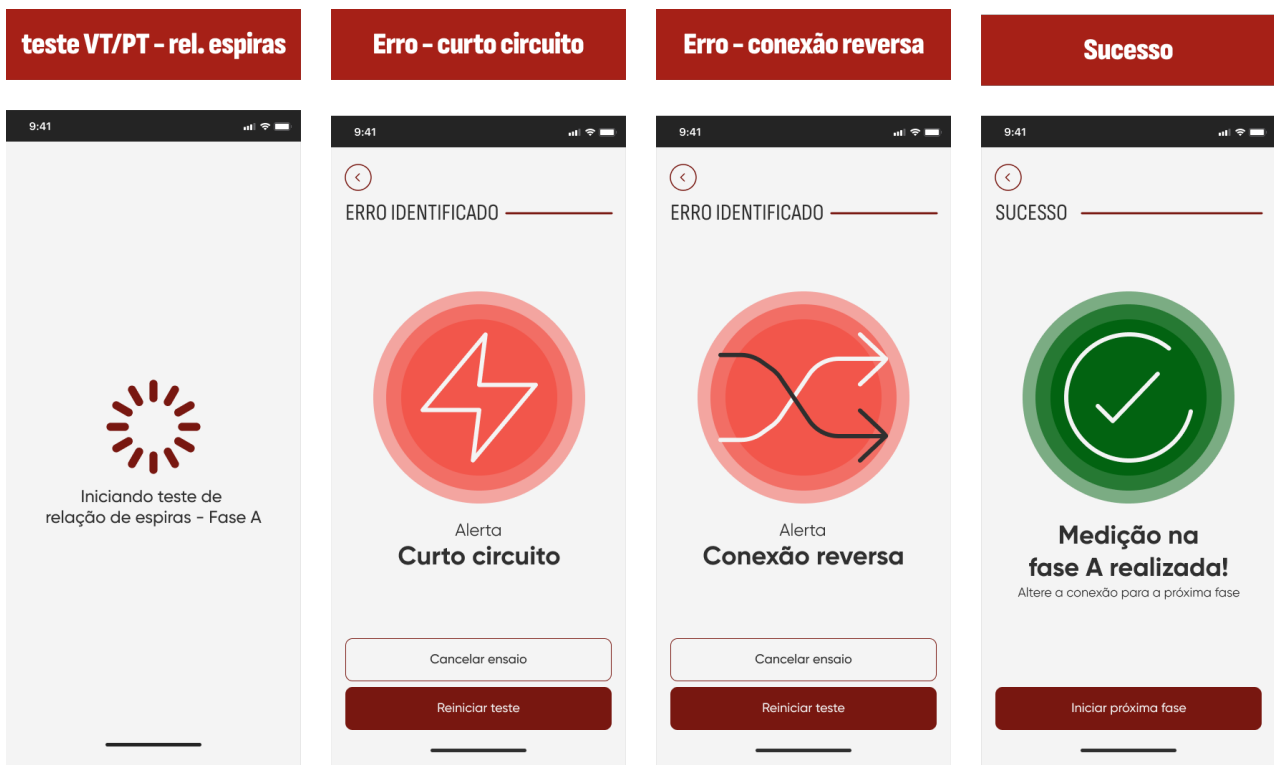 teste VT/PT - rel. espiras
9:41
Iniciando teste de
relação de espiras - Fase A
Erro - curto circuito
9:41
ERRO IDENTIFICADO
Alerta
Curto circuito
Cancelar ensaio
Reiniciar teste
Erro - conexão reversa
9:41
ERRO IDENTIFICADO
Alerta
Conexão reversa
Cancelar ensaio
Reiniciar teste
Sucesso
9:41
SUCESSO
Medição na
fase A realizada!
Altere a conexão para a próxima fase
Iniciar próxima fase